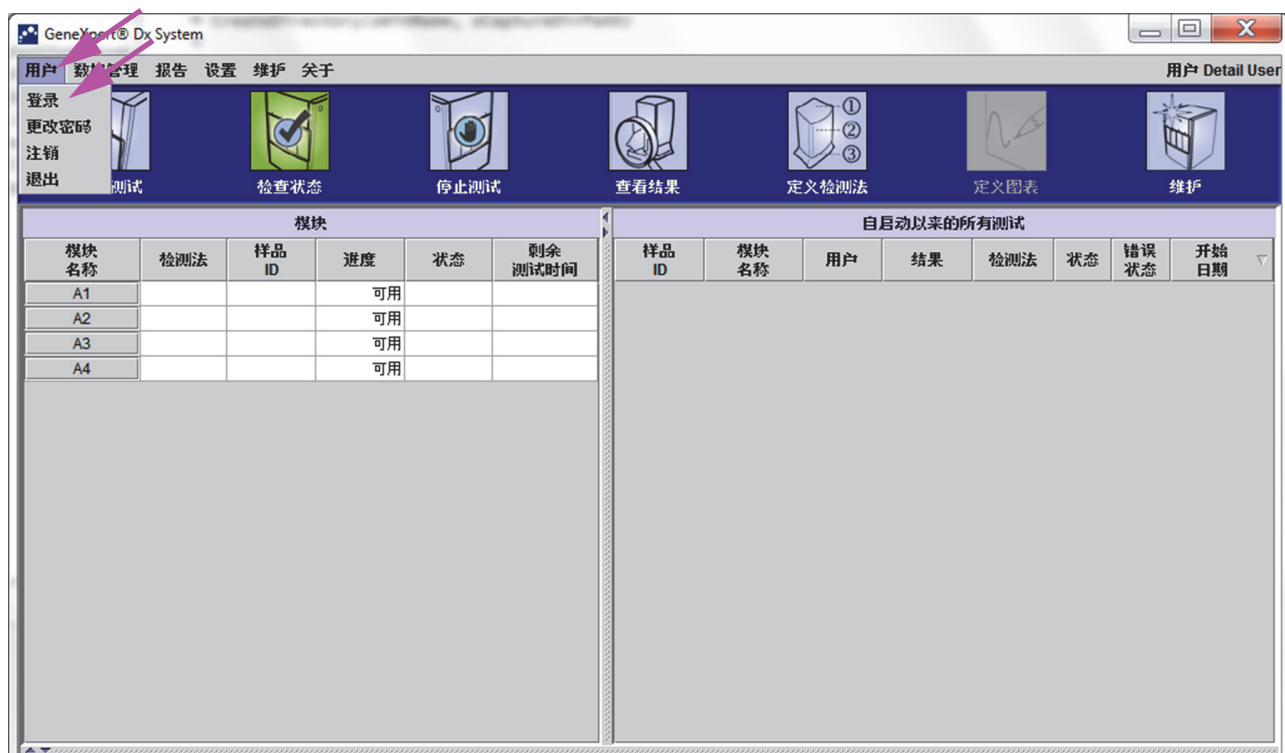 GeneXpert® Dx System
用户 数据管理 报告 设置 维护 关于
用户 Detail User
登录
更改密码
注销
退出
测试
检查状态
停止测试
查看结果
定义检测法
定义图表
维护
模块
自启动以来的所有测试
模块名称 检测法 样品ID 进度 状态 剩余测试时间
样品ID 模块名称 用户 结果 检测法 状态 错误状态 开始日期
A1 可用
A2 可用
A3 可用
A4 可用